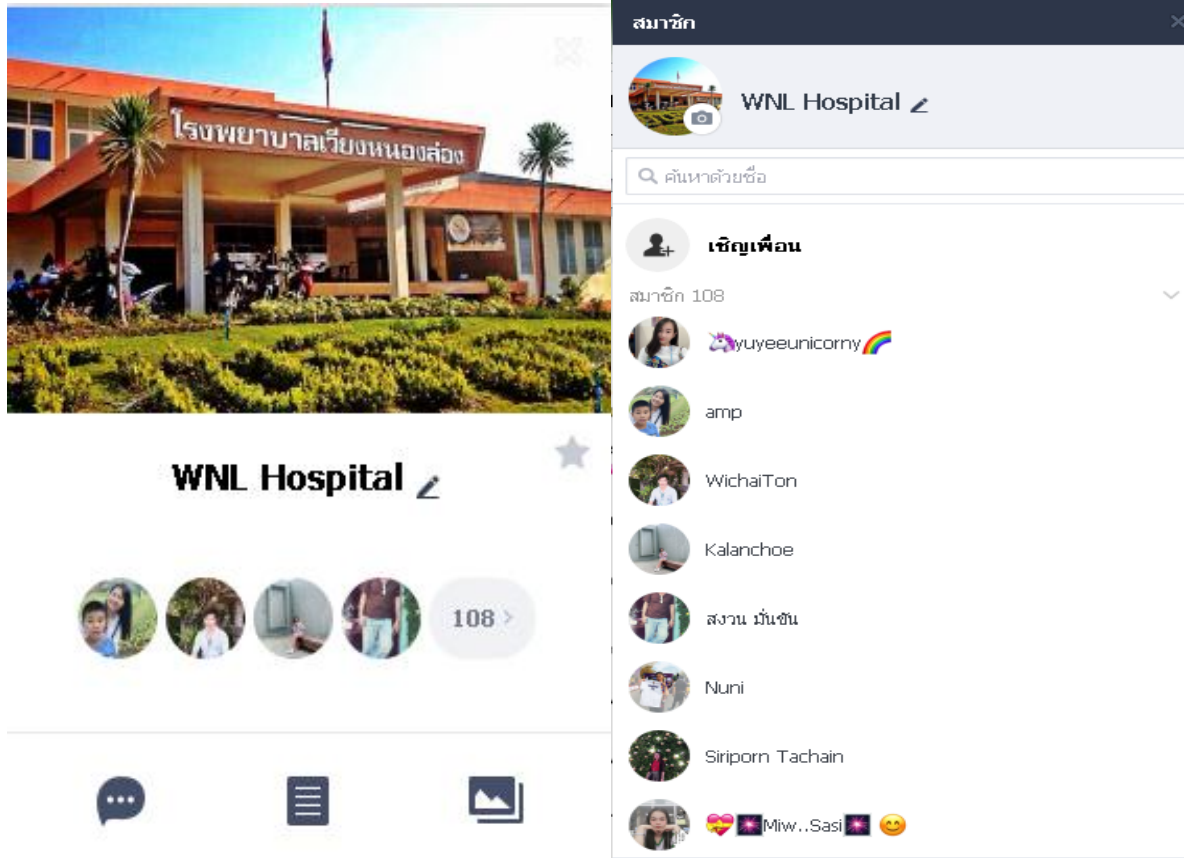 โรงพยาบาลเวียงหนองล่อง
WNL Hospital
108 >
สมาชิก
WNL Hospital
ค้นหาด้วยชื่อ
เชิญเพื่อน
สมาชิก 108
🦄yuyeeunicorny🌈
amp
WichaiTon
Kalanchoe
สงวน มั่นขัน
Nuni
Siriporn Tachain
💝🎆Miw..Sasi🎆 😊